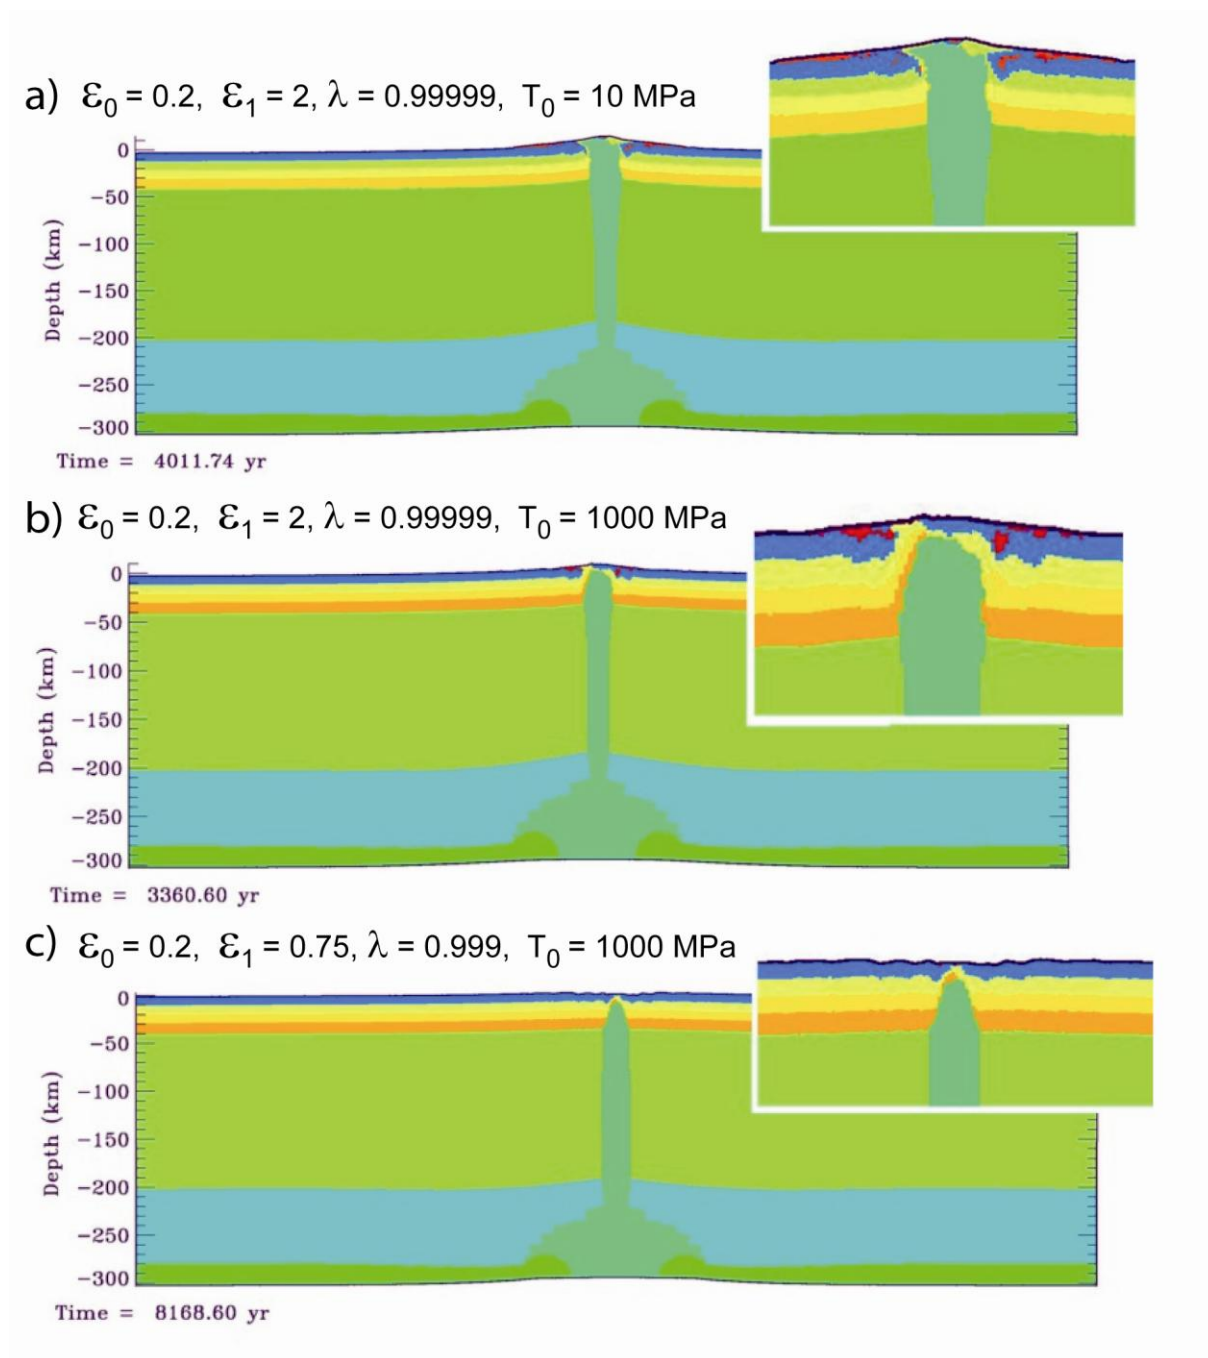 a) ε0 = 0.2, ε1 = 2, λ = 0.99999, T0 = 10 MPa
0
−50
−100
−150
−200
−250
−300
Depth (km)
Time = 4011.74 yr
b) ε0 = 0.2, ε1 = 2, λ = 0.99999, T0 = 1000 MPa
0
−50
−100
−150
−200
−250
−300
Depth (km)
Time = 3360.60 yr
c) ε0 = 0.2, ε1 = 0.75, λ = 0.999, T0 = 1000 MPa
0
−50
−100
−150
−200
−250
−300
Depth (km)
Time = 8168.60 yr